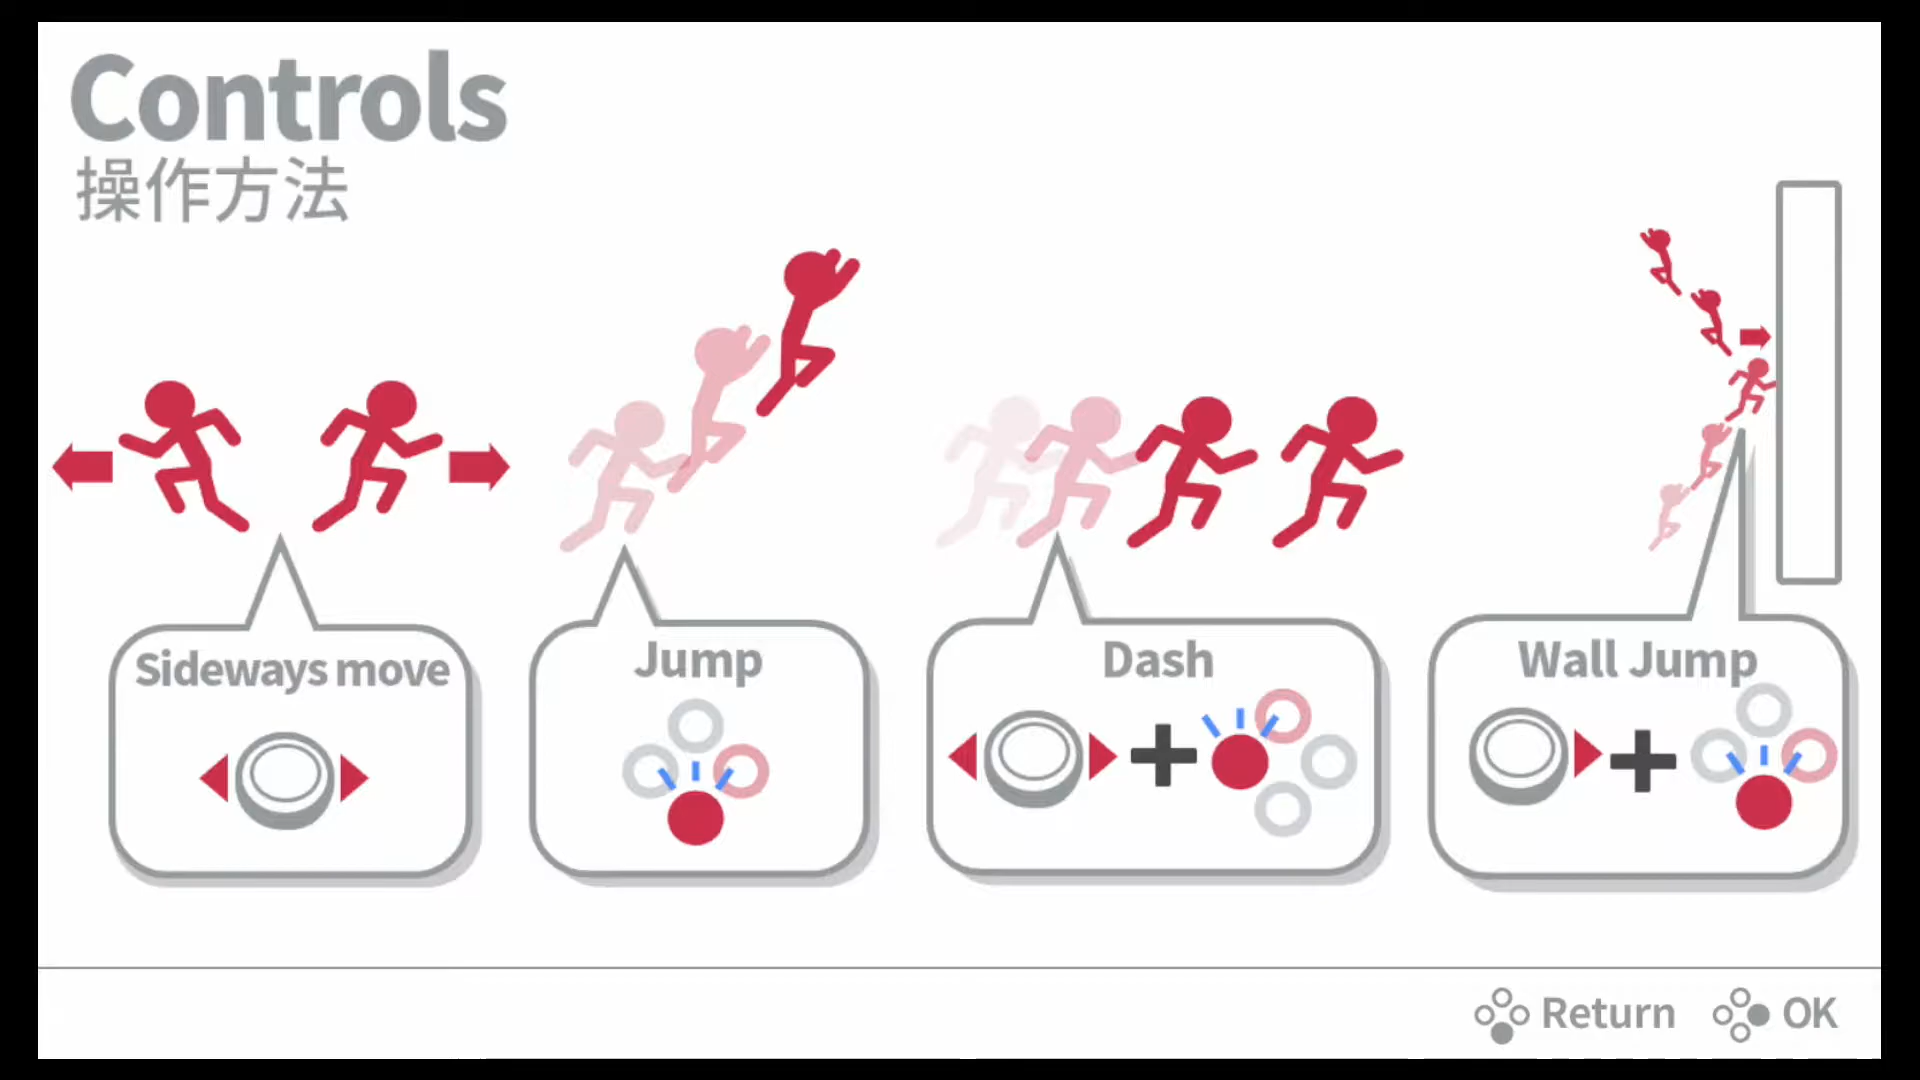 Controls
操作方法
Sideways move
Jump
Dash
Wall Jump
Return
OK